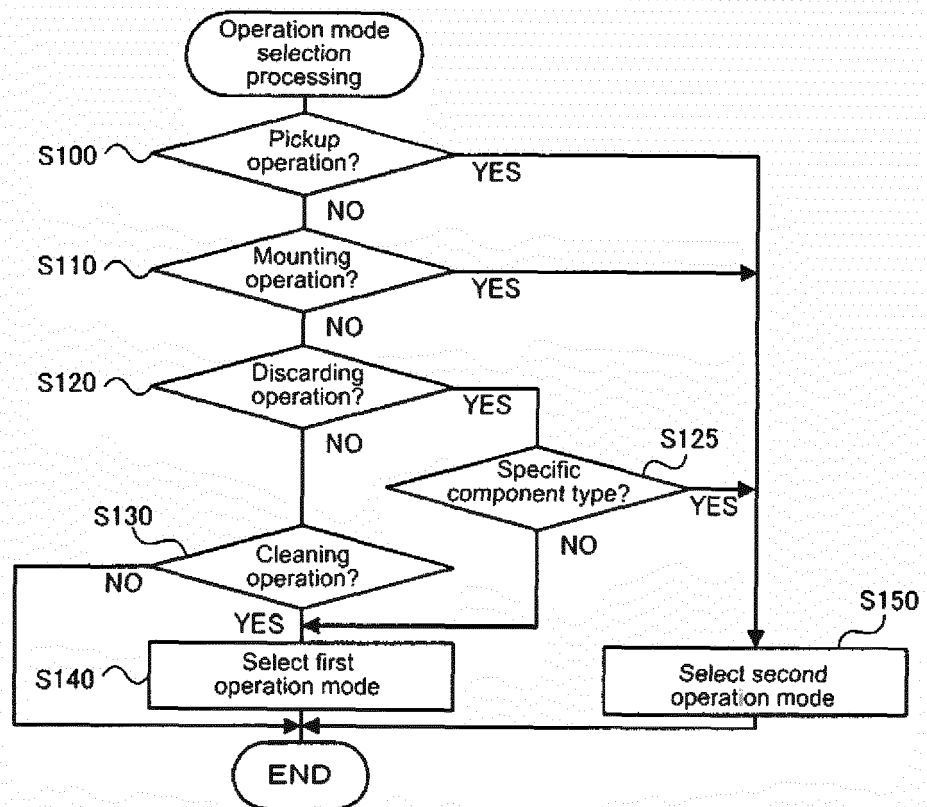 Operation mode
selection
processing
S100
Pickup
operation?
YES
NO
S110
Mounting
operation?
YES
NO
S120
Discarding
operation?
YES
NO
S125
Specific
component type?
YES
NO
S130
Cleaning
operation?
NO
YES
S140
Select first
operation mode
S150
Select second
operation mode
END